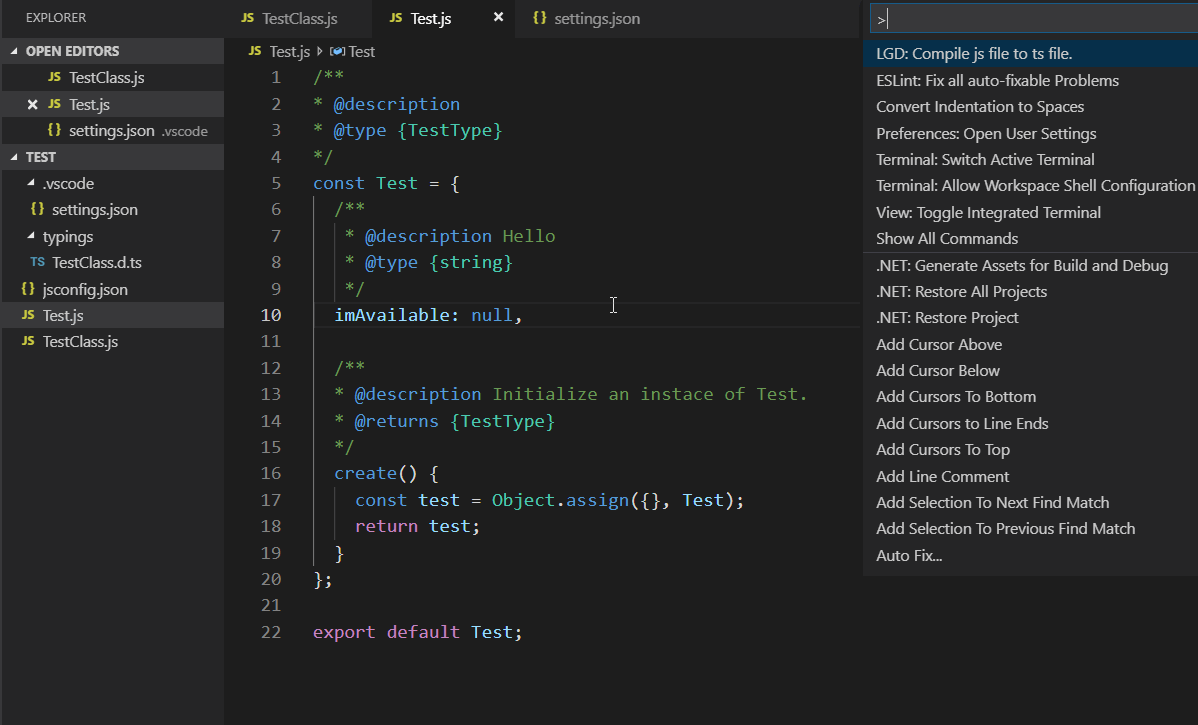 EXPLORER
OPEN EDITORS
JS TestClass.js
JS Test.js
{} settings.json .vscode
TEST
.vscode
{} settings.json
typings
TS TestClass.d.ts
{} jsconfig.json
JS Test.js
JS TestClass.js
JS TestClass.js JS Test.js × {} settings.json
JS Test.js Test
1 /**
2 * @description
3 * @type {TestType}
4 */
5 const Test = {
6 /**
7 * @description Hello
8 * @type {string}
9 */
10 imAvailable: null,
11
12 /**
13 * @description Initialize an instace of Test.
14 * @returns {TestType}
15 */
16 create() {
17 const test = Object.assign({}, Test);
18 return test;
19 }
20 };
21
22 export default Test;
>
LGD: Compile js file to ts file.
ESLint: Fix all auto-fixable Problems
Convert Indentation to Spaces
Preferences: Open User Settings
Terminal: Switch Active Terminal
Terminal: Allow Workspace Shell Configuration
View: Toggle Integrated Terminal
Show All Commands
.NET: Generate Assets for Build and Debug
.NET: Restore All Projects
.NET: Restore Project
Add Cursor Above
Add Cursor Below
Add Cursors To Bottom
Add Cursors to Line Ends
Add Cursors To Top
Add Line Comment
Add Selection To Next Find Match
Add Selection To Previous Find Match
Auto Fix...